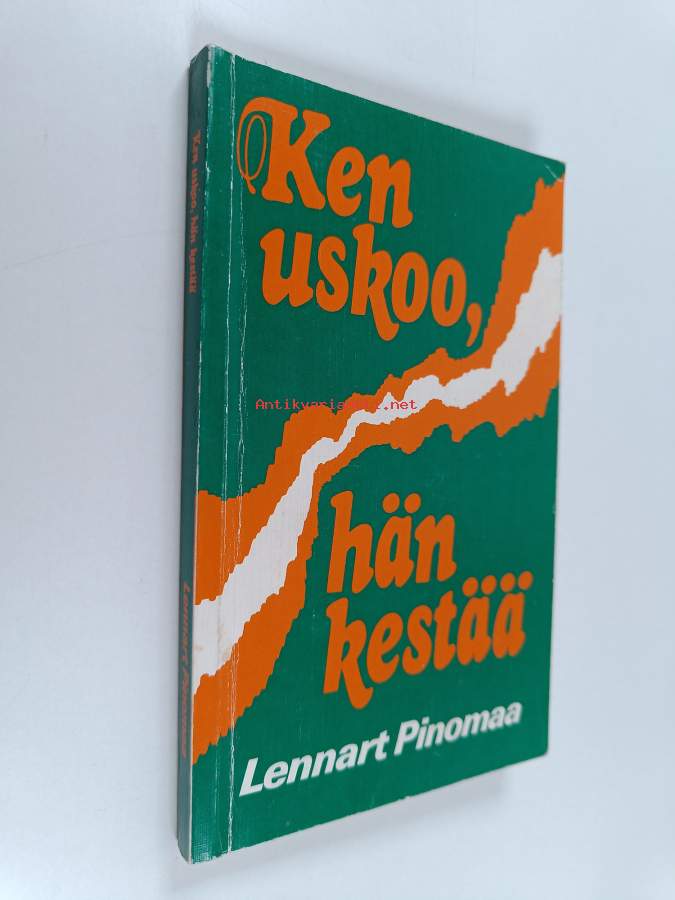 Ken
uskoo,
hän
kestää
Lennart Pinomaa
Ken uskoo, hän kestää
Lennart Pinomaa
Antikvariaatti.net